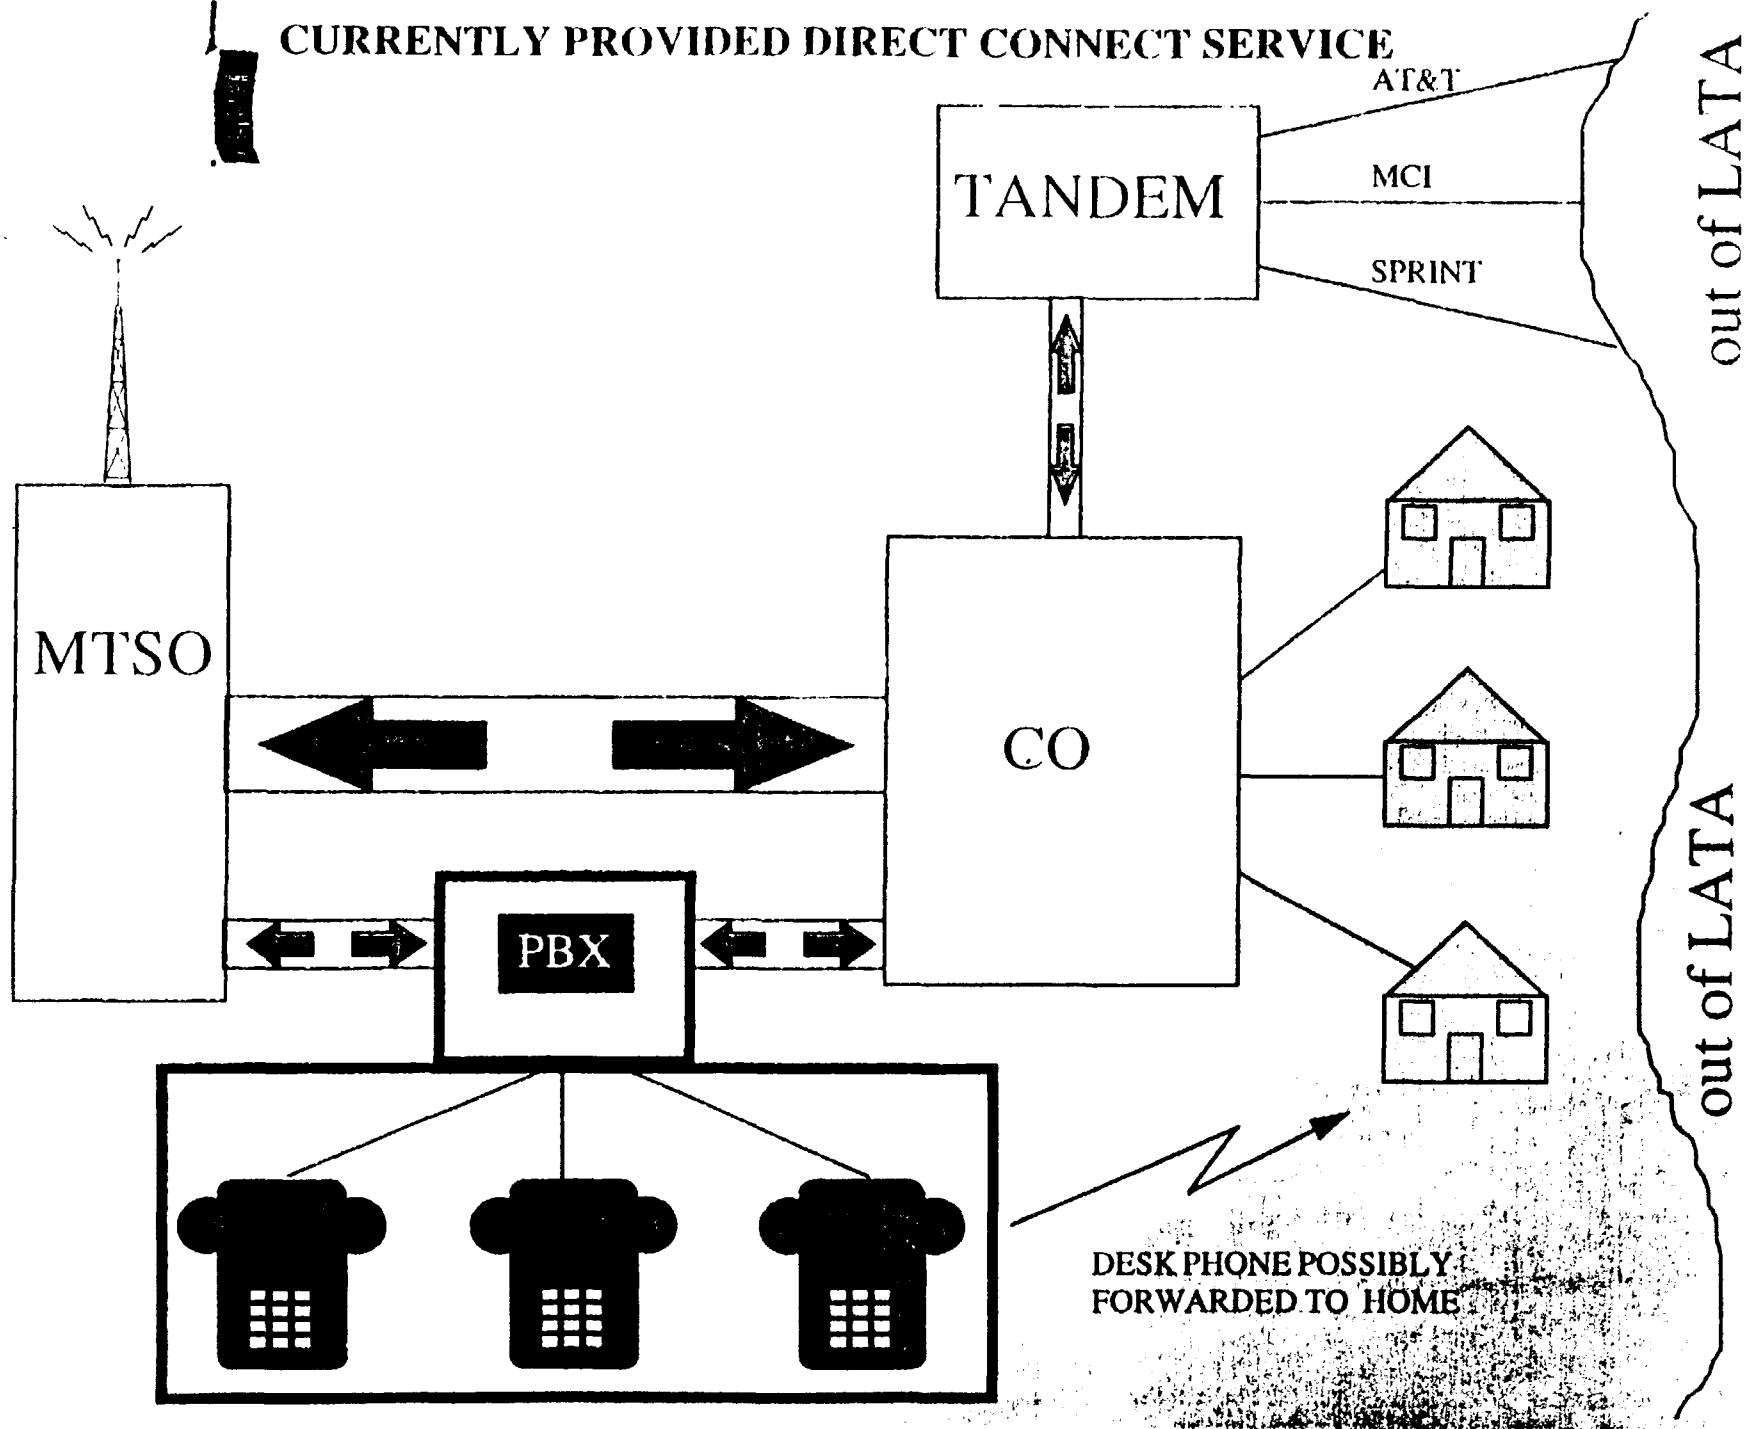 CURRENTLY PROVIDED DIRECT CONNECT SERVICE
AT&T
TANDEM
MCI
SPRINT
out of LATA
MTSO
CO
PBX
out of LATA
DESK PHONE POSSIBLY
FORWARDED TO HOME